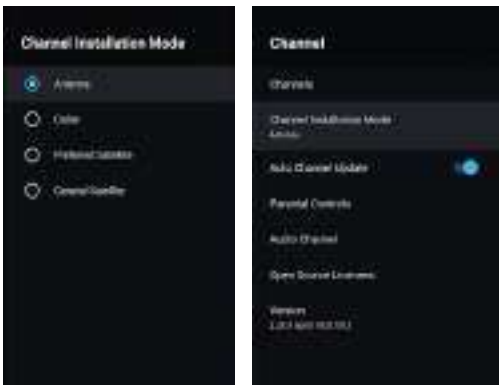 Channel Installation Mode
Antenna
Cable
Preferred Satellite
General Satellite
Channel
Channels
Channel Installation Mode
Antenna
Auto Channel Update
Parental Controls
Audio Channel
Open Source Licenses
Version